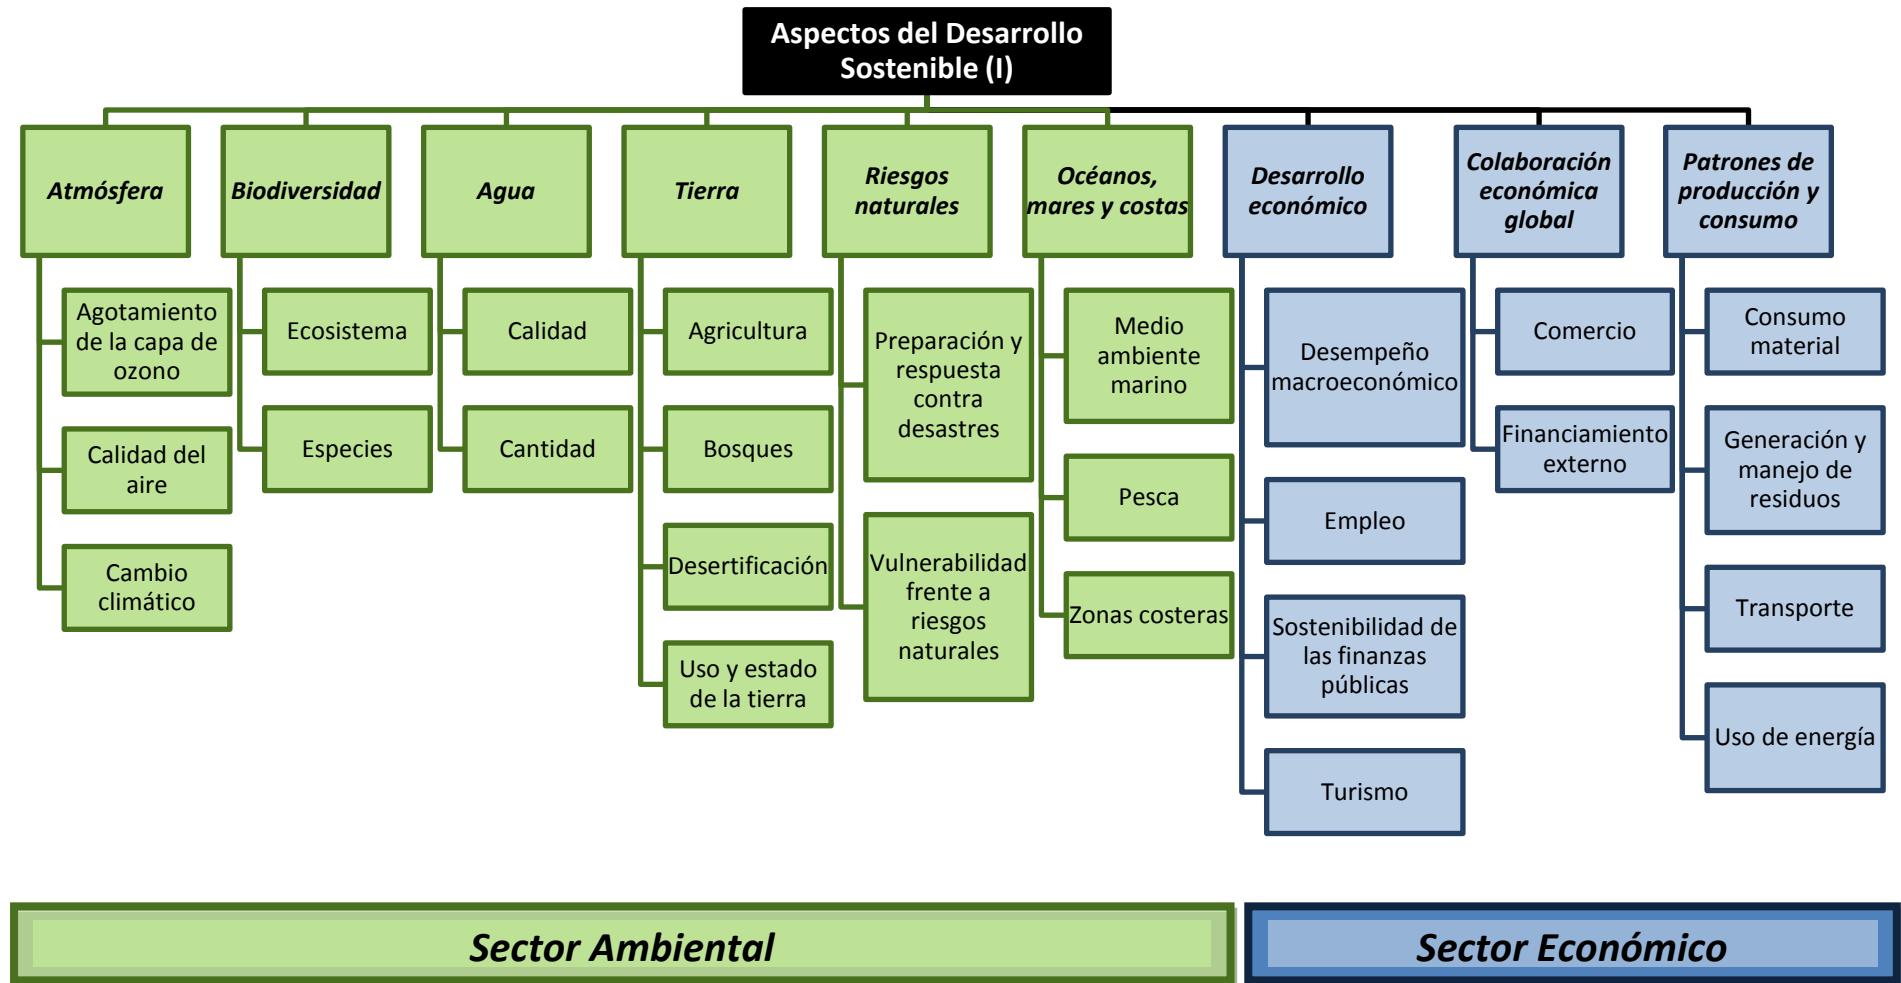 Aspectos del Desarrollo
Sostenible (I)
Atmósfera
Agotamiento
de la capa de
ozono
Calidad del
aire
Cambio
climático
Biodiversidad
Ecosistema
Especies
Agua
Calidad
Cantidad
Tierra
Agricultura
Bosques
Desertificación
Uso y estado
de la tierra
Riesgos
naturales
Preparación y
respuesta
contra
desastres
Vulnerabilidad
frente a
riesgos
naturales
Océanos,
mares y costas
Medio
ambiente
marino
Pesca
Zonas costeras
Desarrollo
económico
Desempeño
macroeconómico
Empleo
Sostenibilidad de
las finanzas
públicas
Turismo
Colaboración
económica
global
Comercio
Financiamiento
externo
Patrones de
producción y
consumo
Consumo
material
Generación y
manejo de
residuos
Transporte
Uso de energía
Sector Ambiental
Sector Económico